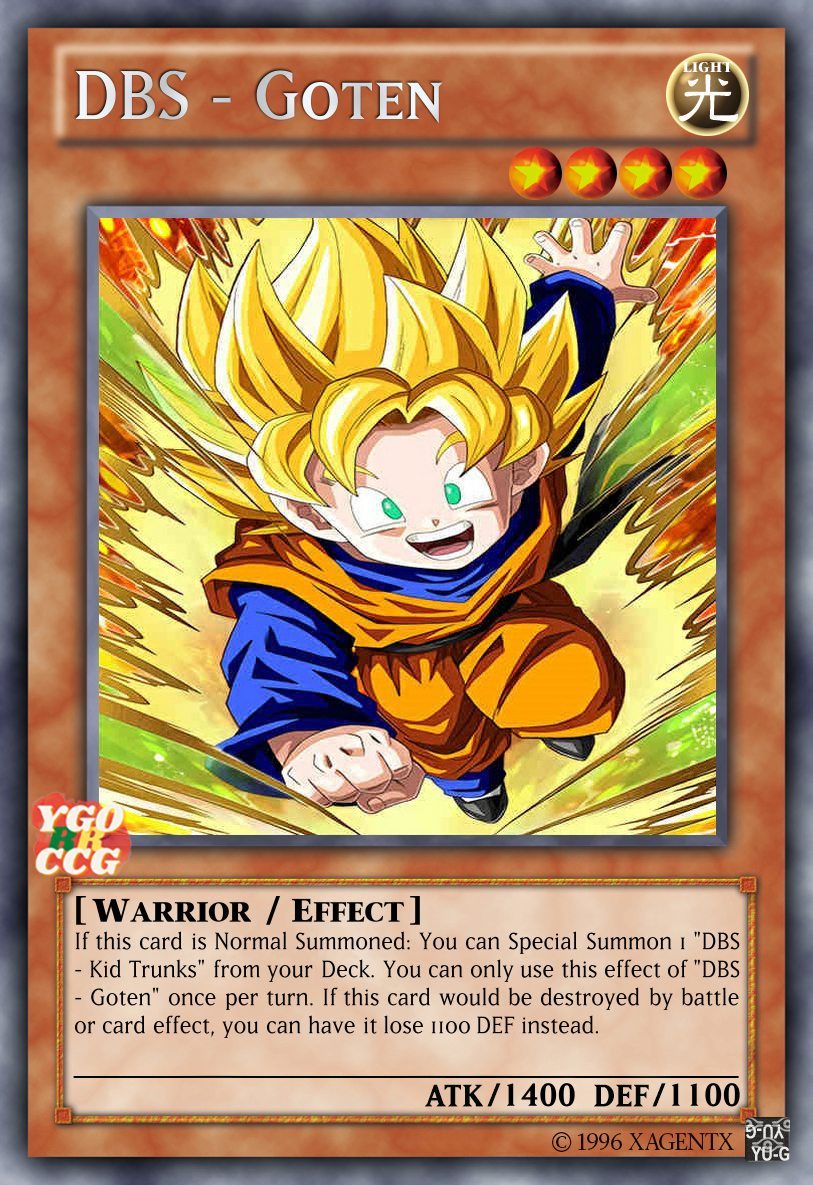 DBS - Goten
LIGHT
光
YGO
BR
CCG
[ Warrior / Effect ]
If this card is Normal Summoned: You can Special Summon 1 "DBS
- Kid Trunks" from your Deck. You can only use this effect of "DBS
- Goten" once per turn. If this card would be destroyed by battle
or card effect, you can have it lose 1100 DEF instead.
ATK/1400 DEF/1100
© 1996 XAGENTX
YU-G
YU-G